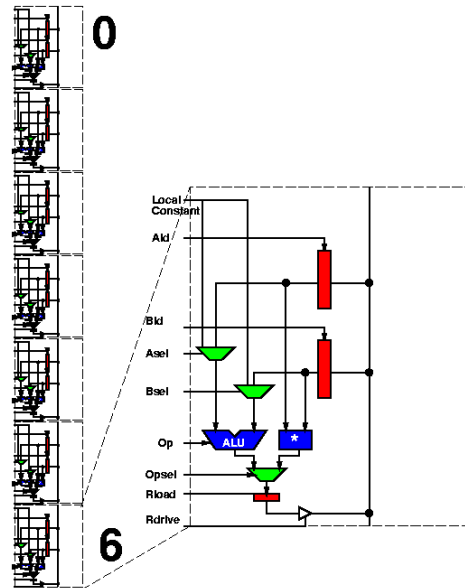 0
Local
Constant
Ald
Bld
Asel
Bsel
Op
ALU
*
Opsel
Rload
Rdrive
6